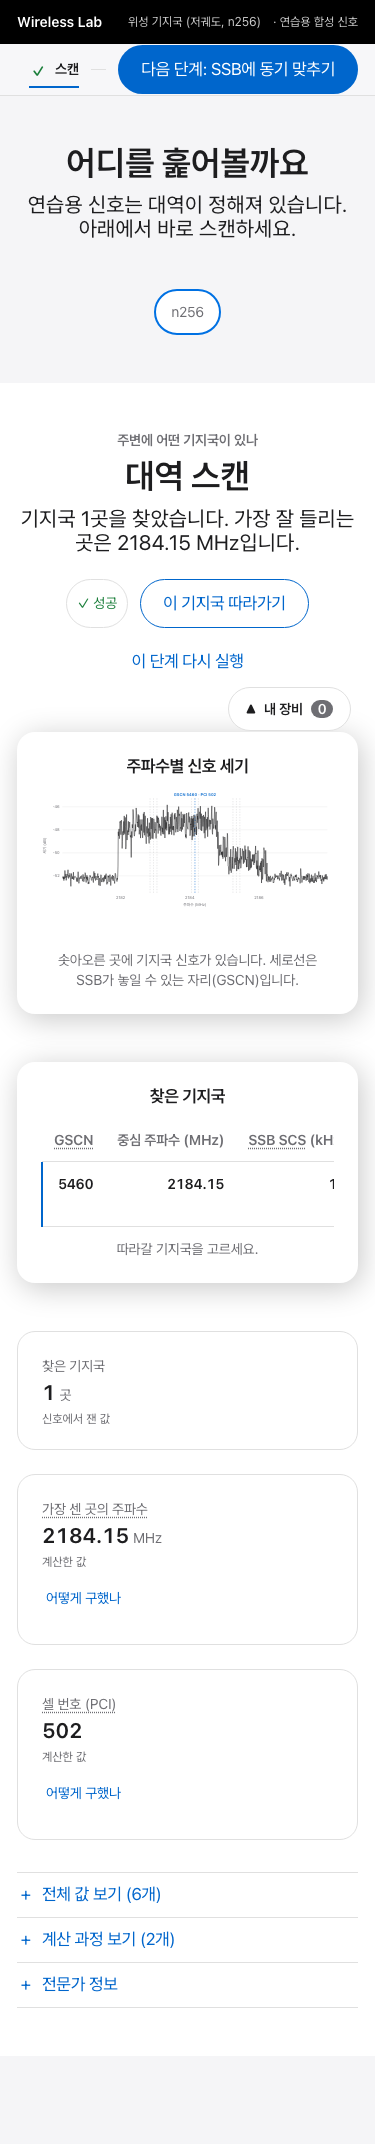 Wireless Lab 위성 기지국 (저궤도, n256) · 연습용 합성 신호
✓ 스캔 다음 단계: SSB에 동기 맞추기
어디를 훑어볼까요
연습용 신호는 대역이 정해져 있습니다.
아래에서 바로 스캔하세요.
n256
주변에 어떤 기지국이 있나
대역 스캔
기지국 1곳을 찾았습니다. 가장 잘 들리는
곳은 2184.15 MHz입니다.
✓ 성공 이 기지국 따라가기
이 단계 다시 실행
▲ 내 장비 0
주파수별 신호 세기
GSCN 5460 · PCI 502
2182 2184 2186
주파수 (MHz)
솟아오른 곳에 기지국 신호가 있습니다. 세로선은
SSB가 놓일 수 있는 자리(GSCN)입니다.
찾은 기지국
GSCN 중심 주파수 (MHz) SSB SCS (kH
5460 2184.15 1
따라갈 기지국을 고르세요.
찾은 기지국
1 곳
신호에서 잰 값
가장 센 곳의 주파수
2184.15 MHz
계산한 값
어떻게 구했나
셀 번호 (PCI)
502
계산한 값
어떻게 구했나
+ 전체 값 보기 (6개)
+ 계산 과정 보기 (2개)
+ 전문가 정보